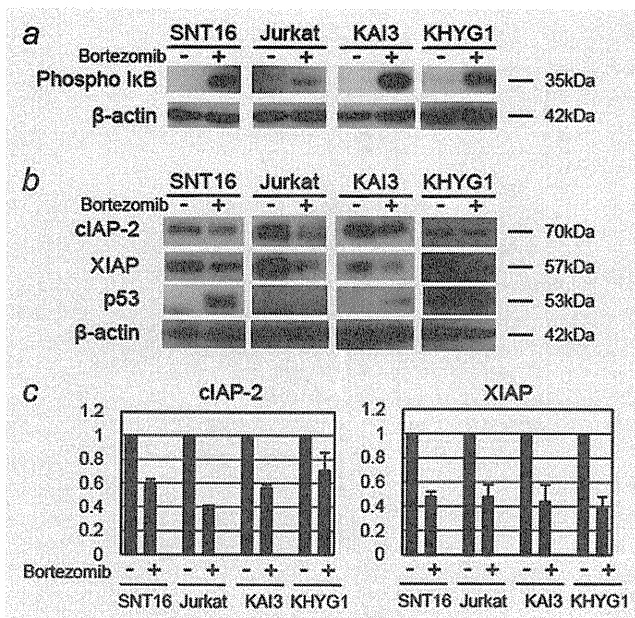 a
SNT16 Jurkat KAI3 KHYG1
Bortezomib - + - + - + - +
Phospho IκB 35kDa
β-actin 42kDa
b
SNT16 Jurkat KAI3 KHYG1
Bortezomib - + - + - + - +
cIAP-2 70kDa
XIAP 57kDa
p53 53kDa
β-actin 42kDa
c
cIAP-2
1.2
1
0.8
0.6
0.4
0.2
0
Bortezomib - + - + - + - +
SNT16 Jurkat KAI3 KHYG1
XIAP
1.2
1
0.8
0.6
0.4
0.2
0
- + - + - + - +
SNT16 Jurkat KAI3 KHYG1